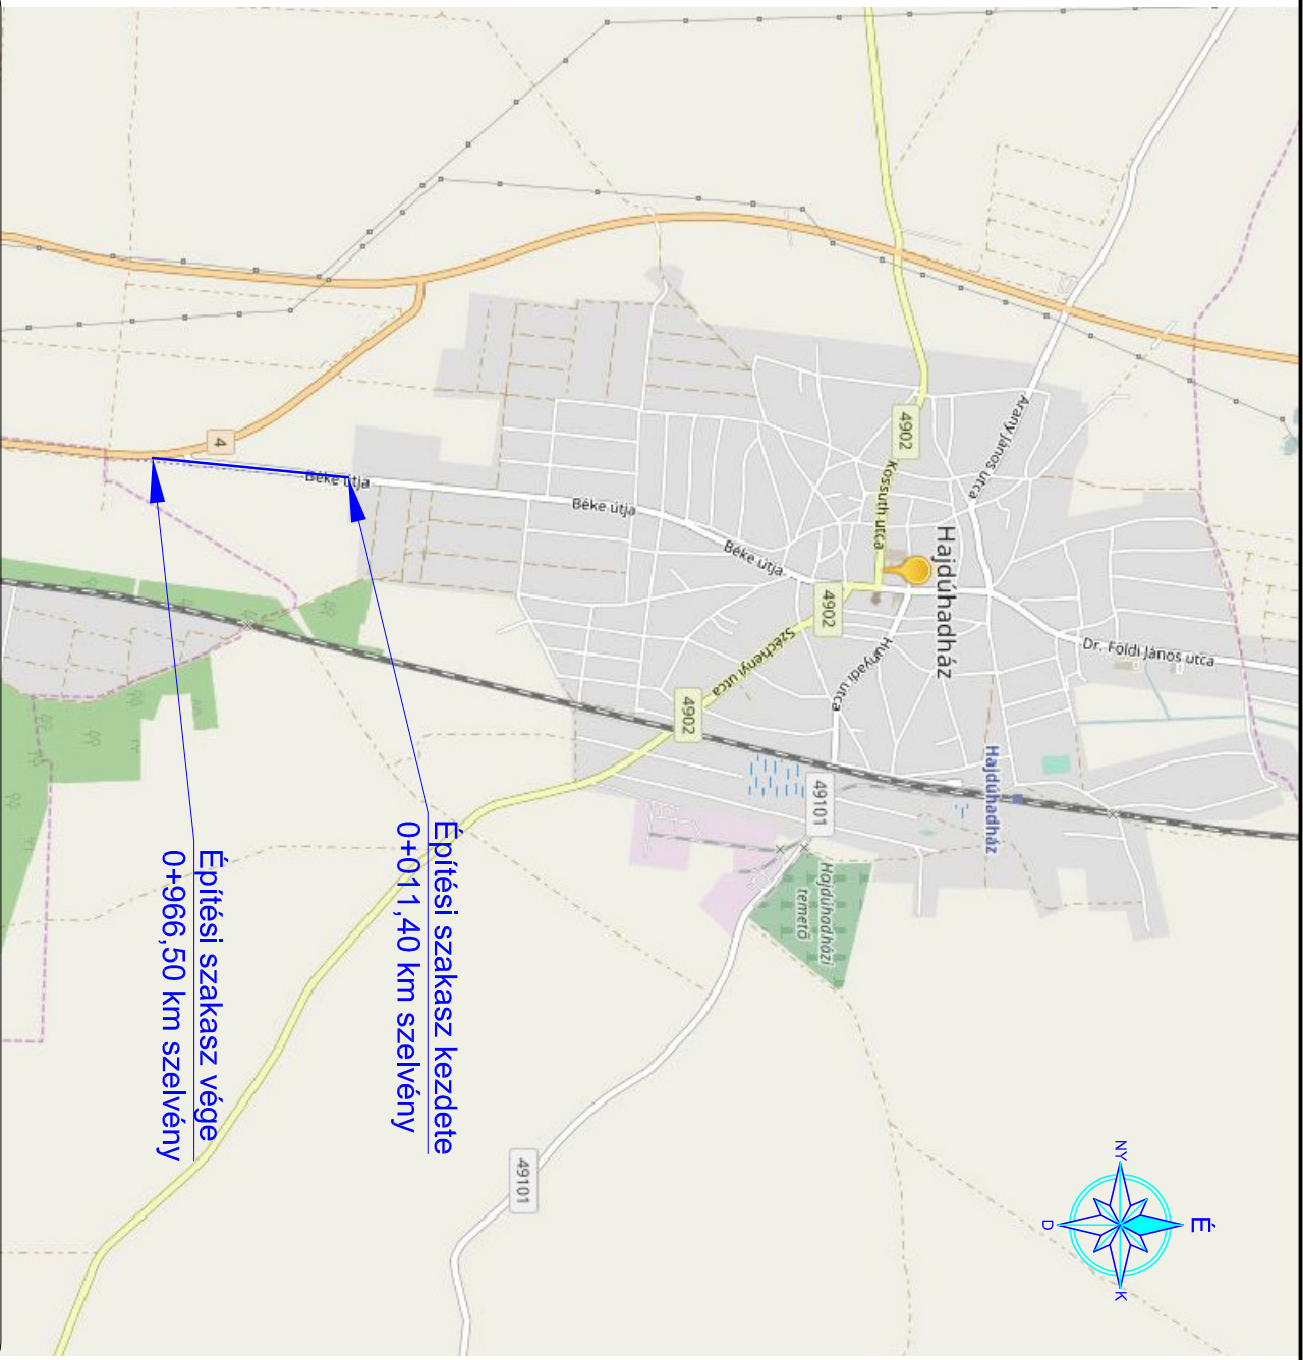 É
Dr. Földi János utca
NY
K
D
Arany János utca
Hajdúhadház
Hajdúhadház
4902
Kossuth utca
Hunyadi utca
4902
49101
Hajdúhadházi
temető
Béke útja
Széchenyi utca
4902
Béke útja
49101
Építési szakasz kezdete
0+011,40 km szelvény
Béke útja
4
Építési szakasz vége
0+966,50 km szelvény